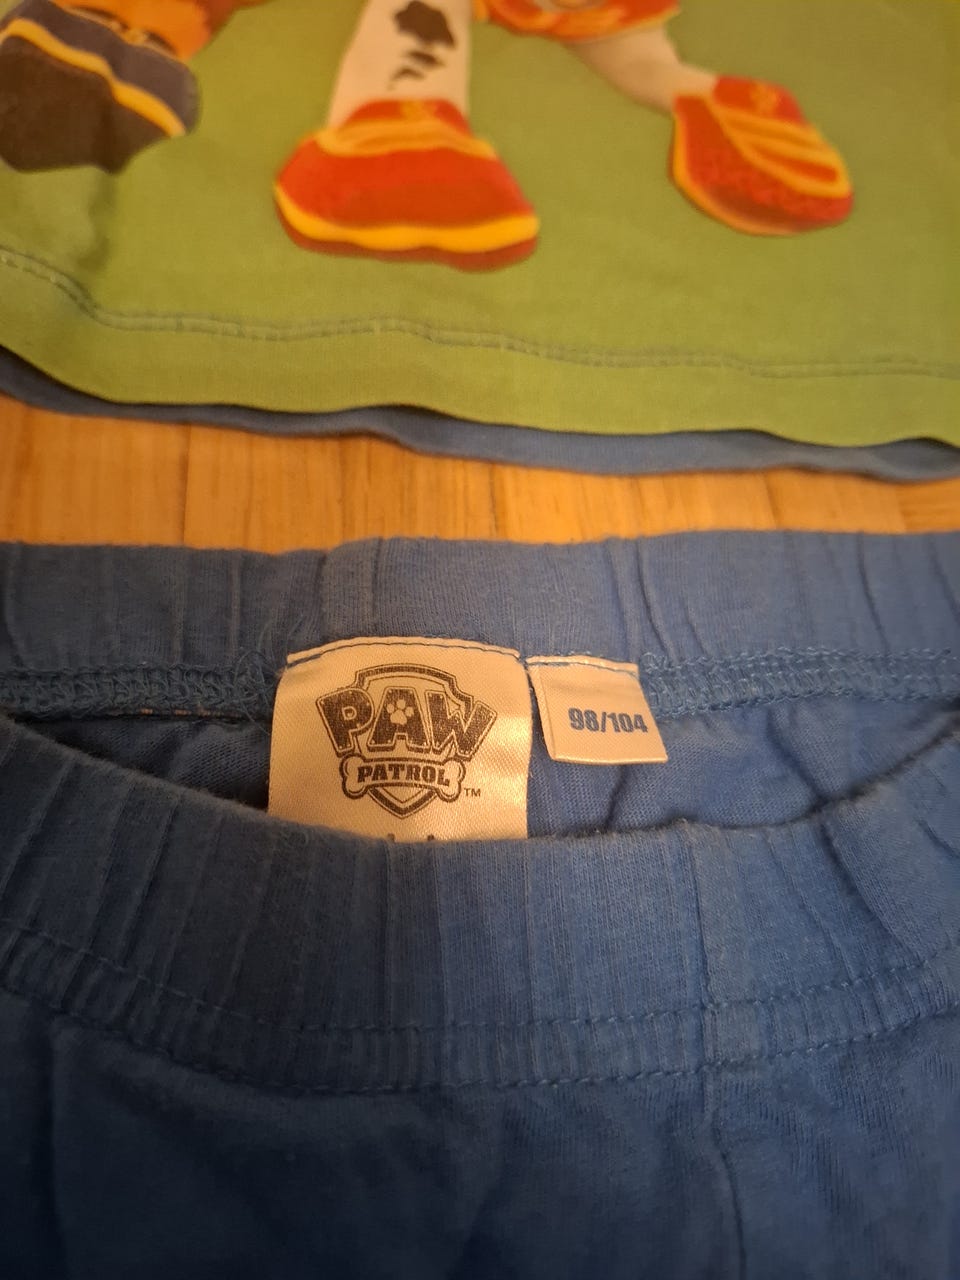 PAW
PATROL
TM
98/104